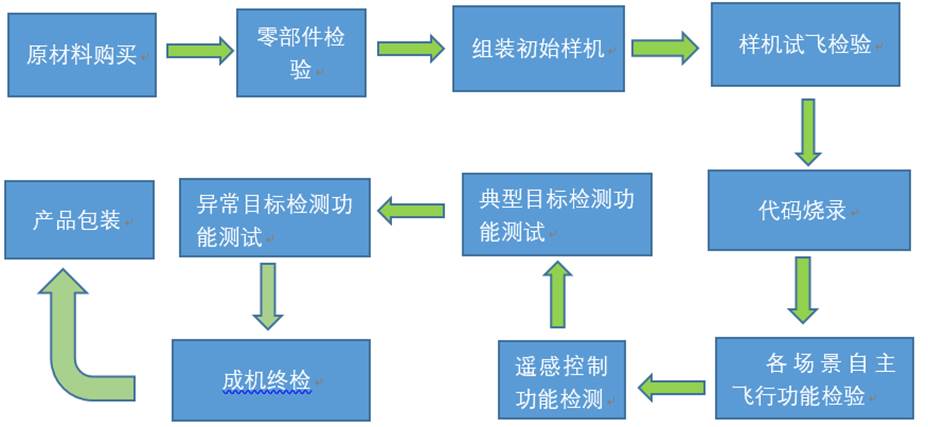 原材料购买
零部件检
验
组装初始样机
样机试飞检验
代码烧录
各场景自主
飞行功能检验
遥感控制
功能检测
典型目标检测功
能测试
异常目标检测功
能测试
成机终检
产品包装